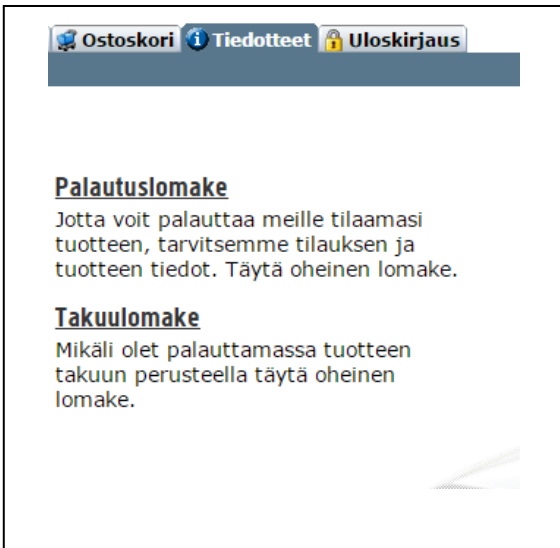 Ostoskori Tiedotteet Uloskirjaus
Palautuslomake
Jotta voit palauttaa meille tilaamasi
tuotteen, tarvitsemme tilauksen ja
tuotteen tiedot. Täytä oheinen lomake.
Takuulomake
Mikäli olet palauttamassa tuotteen
takuun perusteella täytä oheinen
lomake.